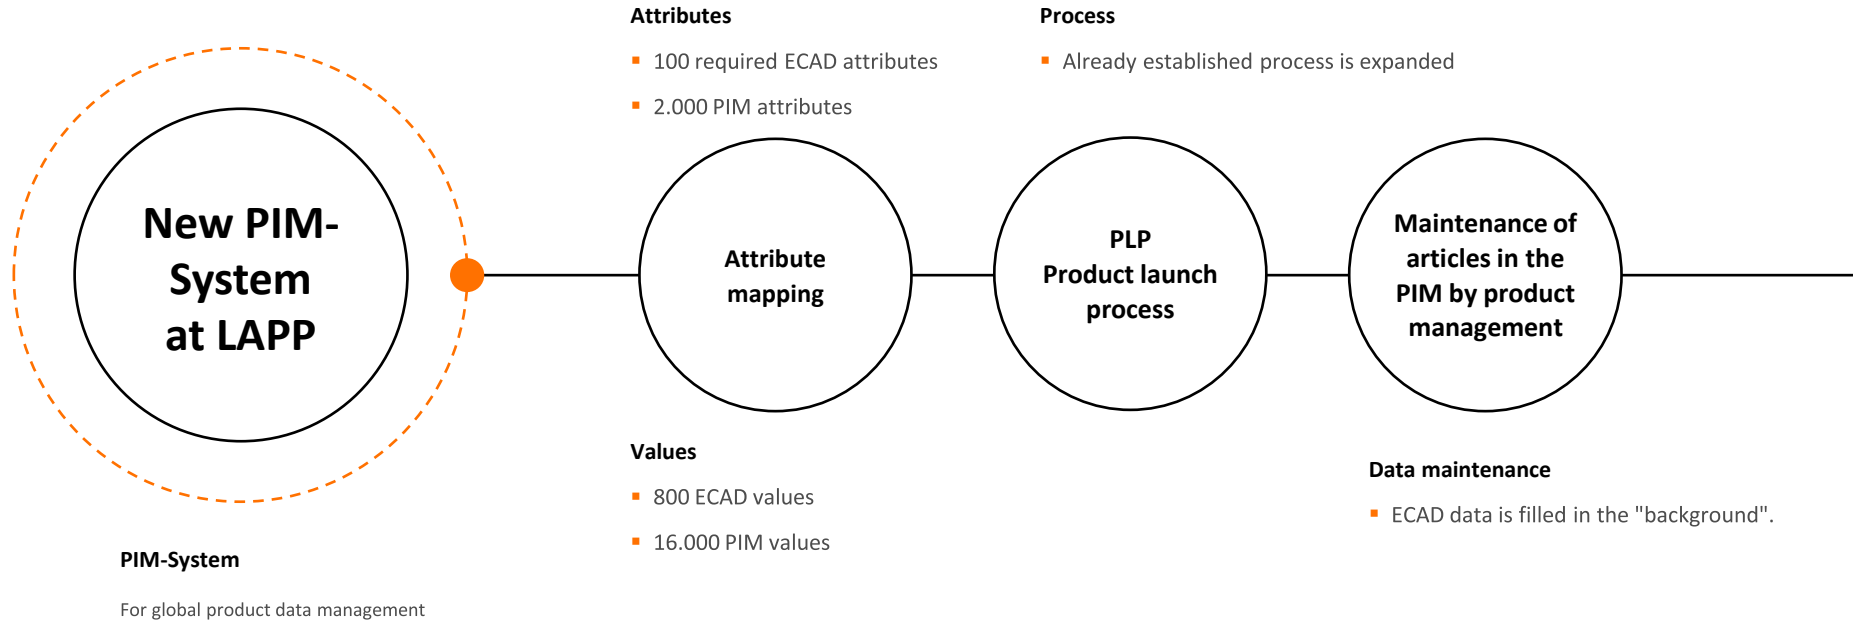 New PIM-
System
at LAPP
PIM-System
For global product data management
Attributes
▪ 100 required ECAD attributes
▪ 2.000 PIM attributes
Attribute
mapping
Values
▪ 800 ECAD values
▪ 16.000 PIM values
Process
▪ Already established process is expanded
PLP
Product launch
process
Maintenance of
articles in the
PIM by product
management
Data maintenance
▪ ECAD data is filled in the "background".